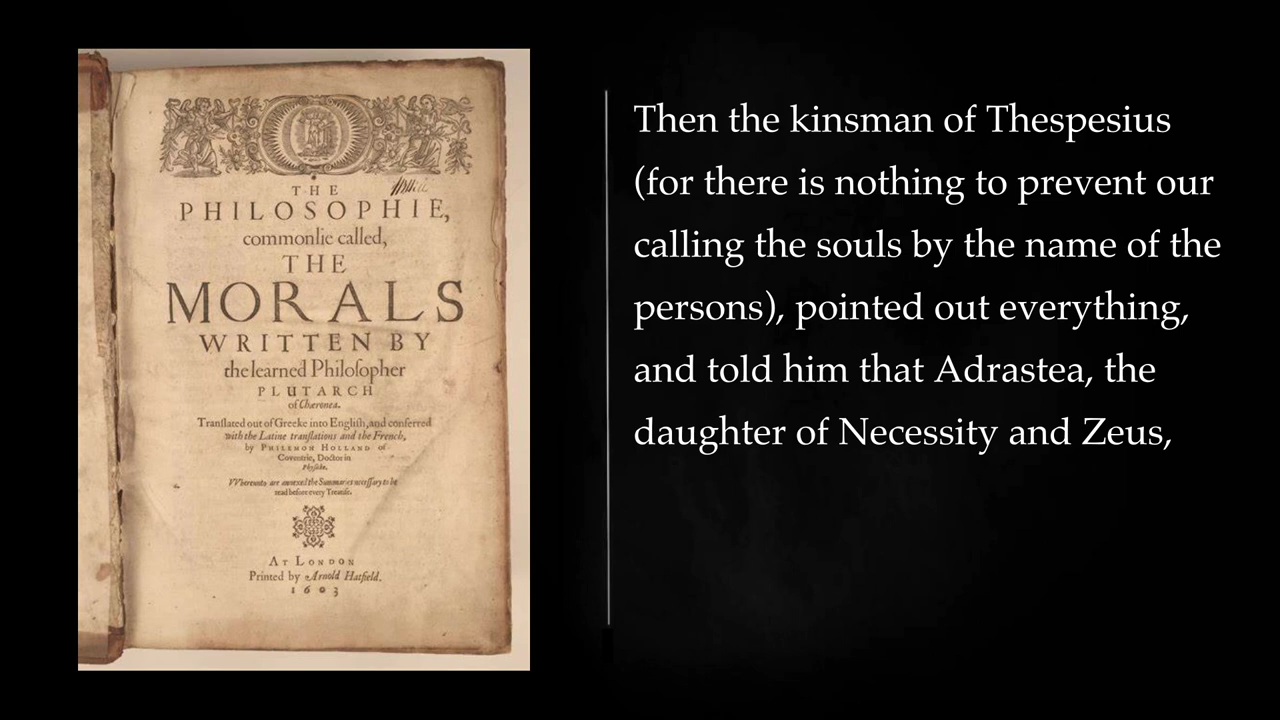 THE
PHILOSOPHIE,
commonlie called,
THE
MORALS
WRITTEN BY
the learned Philoſopher
PLUTARCH
of Chæronea.
Tranſlated out of Greeke into Engliſh, and conferred
with the Latine tranſlations and the French,
by PHILEMON HOLLAND of
Coventrie, Doctor in
Phyſicke.
VVhereunto are annexed the Summaries neceſſary to be
read before every Treatiſe.
AT LONDON
Printed by Arnold Hatfield.
1603
Then the kinsman of Thespesius
(for there is nothing to prevent our
calling the souls by the name of the
persons), pointed out everything,
and told him that Adrastea, the
daughter of Necessity and Zeus,